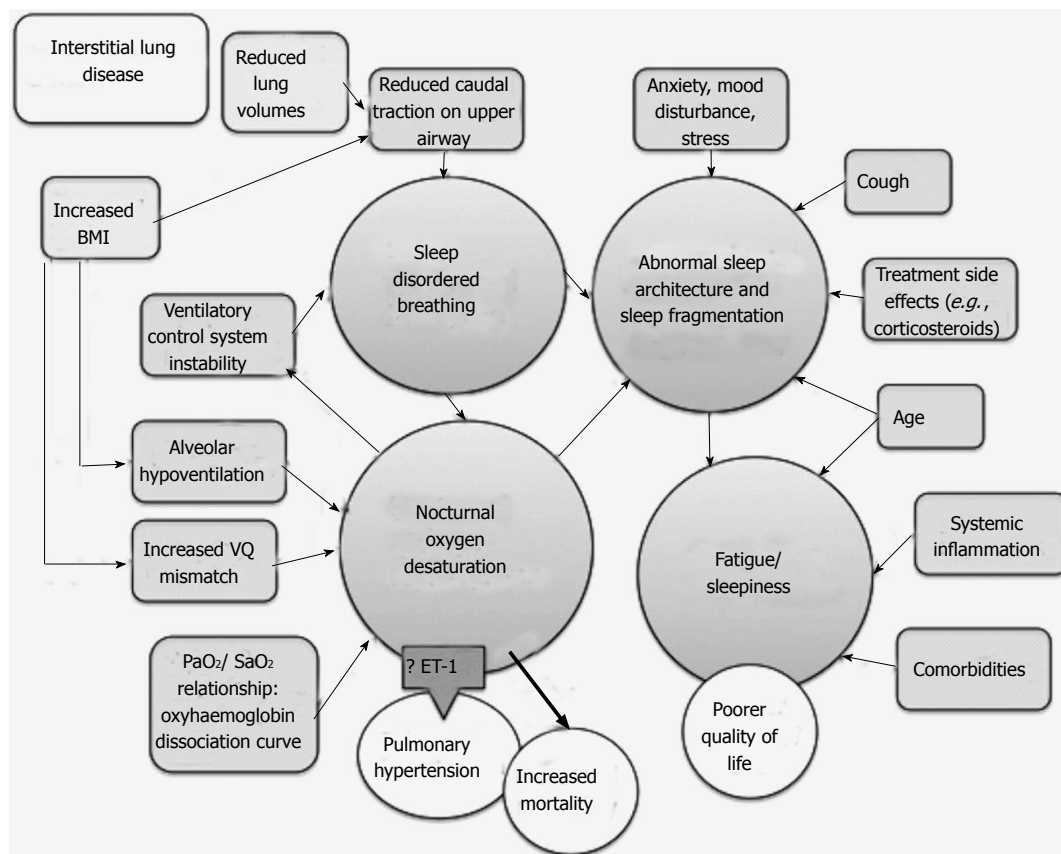 Interstitial lung
disease
Reduced
lung
volumes
Reduced caudal
traction on upper
airway
Anxiety, mood
disturbance,
stress
Cough
Increased
BMI
Sleep
disordered
breathing
Abnormal sleep
architecture and
sleep fragmentation
Treatment side
effects (e.g.,
corticosteroids)
Ventilatory
control system
instability
Age
Alveolar
hypoventilation
Nocturnal
oxygen
desaturation
Systemic
inflammation
Increased VQ
mismatch
Fatigue/
sleepiness
PaO₂/ SaO₂
relationship:
oxyhaemoglobin
dissociation curve
? ET-1
Comorbidities
Pulmonary
hypertension
Increased
mortality
Poorer
quality of
life